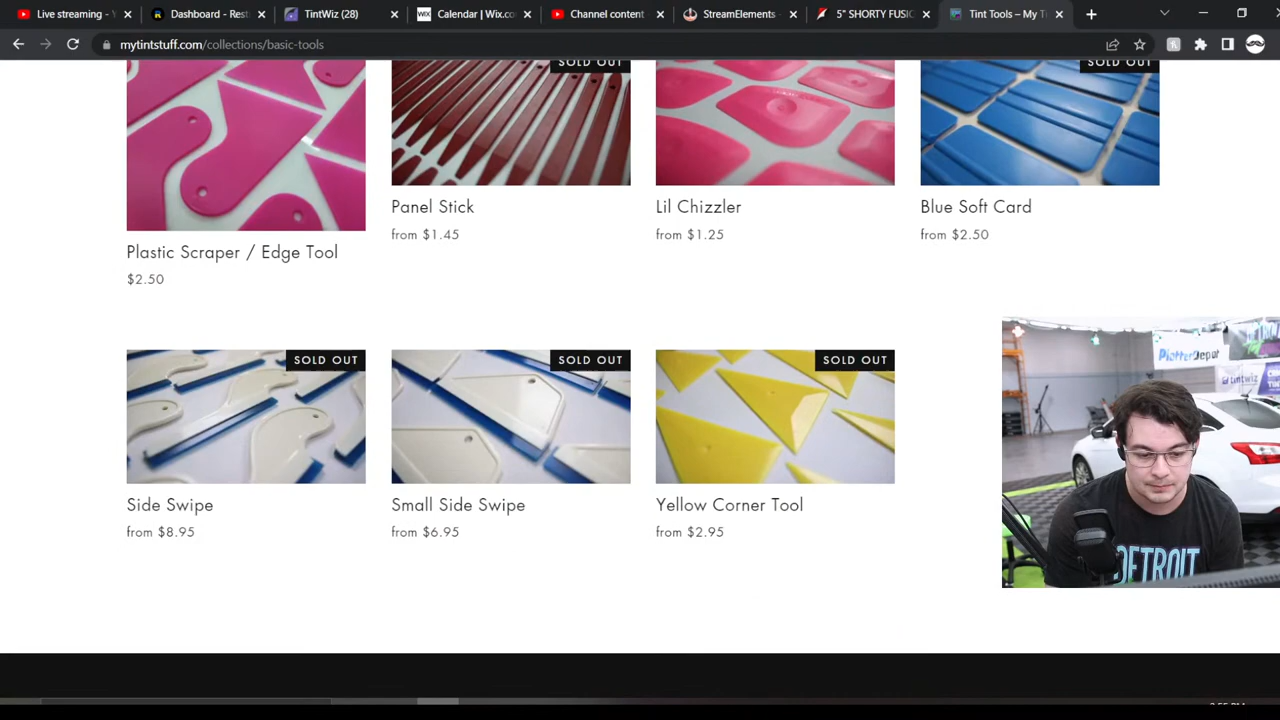 Live streaming - Y
Dashboard - Rest
TintWiz (28)
Calendar | Wix.co
Channel content
StreamElements -
5" SHORTY FUSIO
Tint Tools – My Ti
mytintstuff.com/collections/basic-tools
SOLD OUT
SOLD OUT
Panel Stick
from $1.45
Lil Chizzler
from $1.25
Blue Soft Card
from $2.50
Plastic Scraper / Edge Tool
$2.50
SOLD OUT
SOLD OUT
SOLD OUT
Side Swipe
from $8.95
Small Side Swipe
from $6.95
Yellow Corner Tool
from $2.95
PlotterDepot
tintwiz
DETROIT